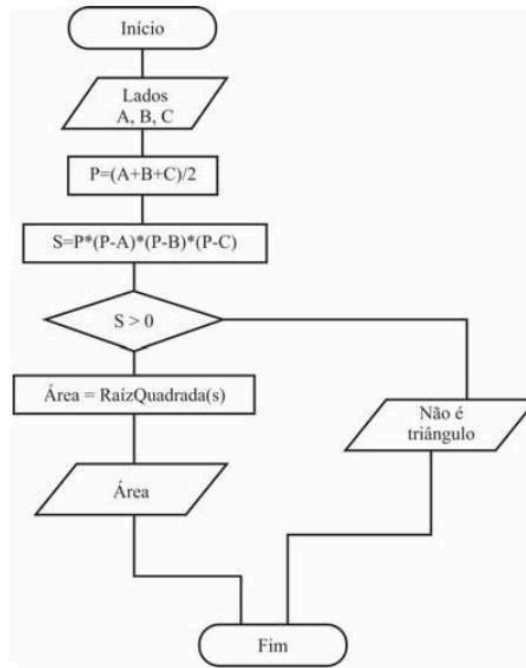 Início
Lados
A, B, C
P=(A+B+C)/2
S=P*(P-A)*(P-B)*(P-C)
S > 0
Área = RaízQuadrada(s)
Não é
triângulo
Área
Fim